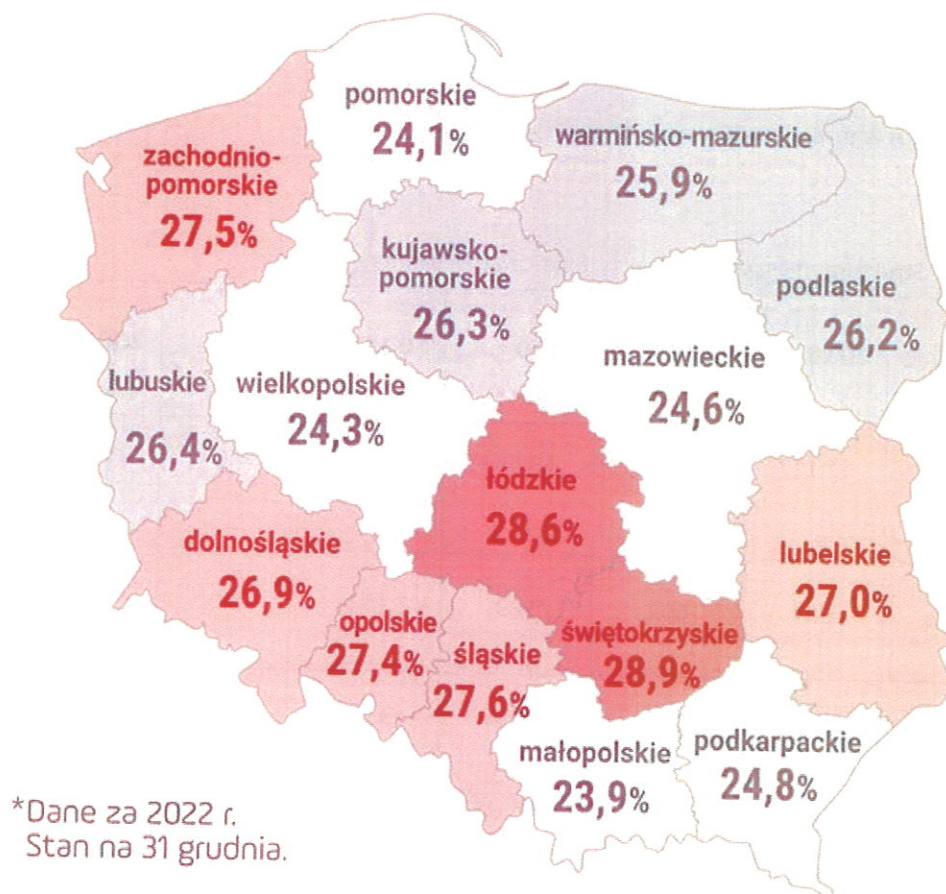 pomorskie
24,1%
zachodnio-
pomorskie
27,5%
warmińsko-mazurskie
25,9%
kujawsko-
pomorskie
26,3%
podlaskie
26,2%
lubuskie
26,4%
wielkopolskie
24,3%
mazowieckie
24,6%
łódzkie
28,6%
dolnośląskie
26,9%
lubelskie
27,0%
opolskie
27,4%
śląskie
27,6%
świętokrzyskie
28,9%
małopolskie
23,9%
podkarpackie
24,8%
*Dane za 2022 r.
Stan na 31 grudnia.